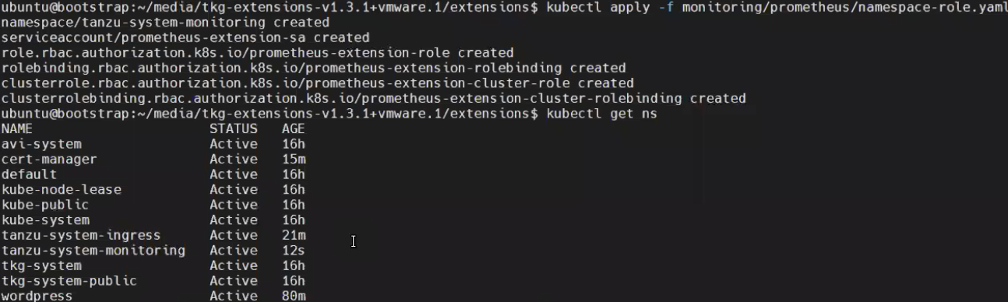 ubuntu@bootstrap:~/media/tkg-extensions-v1.3.1+vmware.1/extensions$ kubectl apply -f monitoring/prometheus/namespace-role.yaml
namespace/tanzu-system-monitoring created
serviceaccount/prometheus-extension-sa created
role.rbac.authorization.k8s.io/prometheus-extension-role created
rolebinding.rbac.authorization.k8s.io/prometheus-extension-rolebinding created
clusterrole.rbac.authorization.k8s.io/prometheus-extension-cluster-role created
clusterrolebinding.rbac.authorization.k8s.io/prometheus-extension-cluster-rolebinding created
ubuntu@bootstrap:~/media/tkg-extensions-v1.3.1+vmware.1/extensions$ kubectl get ns
NAME STATUS AGE
avi-system Active 16h
cert-manager Active 15m
default Active 16h
kube-node-lease Active 16h
kube-public Active 16h
kube-system Active 16h
tanzu-system-ingress Active 21m
tanzu-system-monitoring Active 12s
tkg-system Active 16h
tkg-system-public Active 16h
wordpress Active 80m